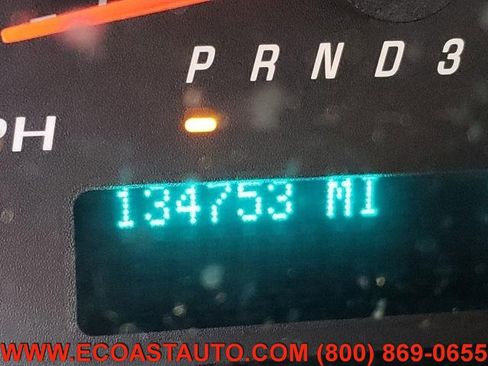 P R N D 3
PH
134753 MI
WWW.ECOASTAUTO.COM (800) 869-0655